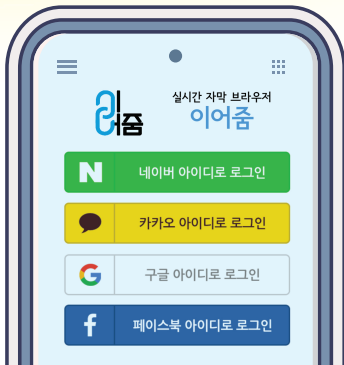 이어줌
실시간 자막 브라우저
이어줌
N 네이버 아이디로 로그인
카카오 아이디로 로그인
G 구글 아이디로 로그인
f 페이스북 아이디로 로그인